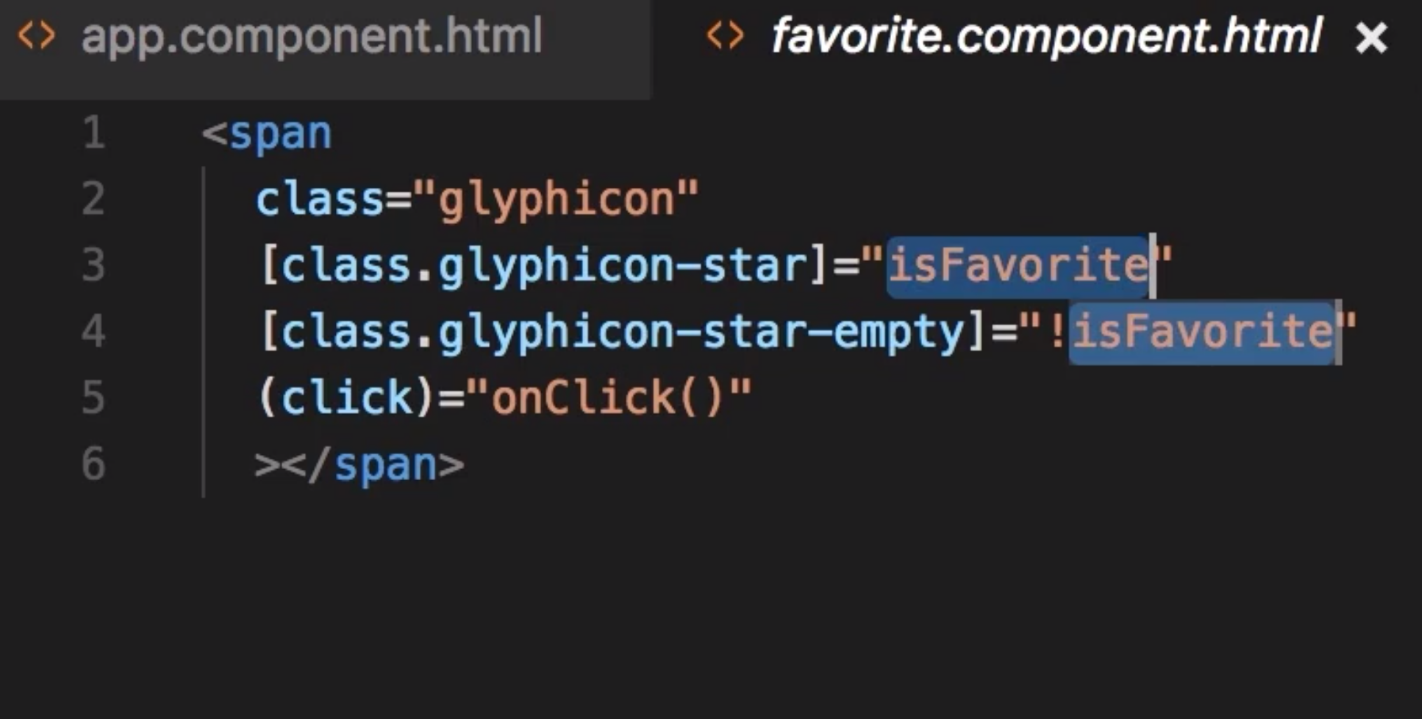 app.component.html favorite.component.html
1 <span
2 class="glyphicon"
3 [class.glyphicon-star]="isFavorite"
4 [class.glyphicon-star-empty]="!isFavorite"
5 (click)="onClick()"
6 ></span>